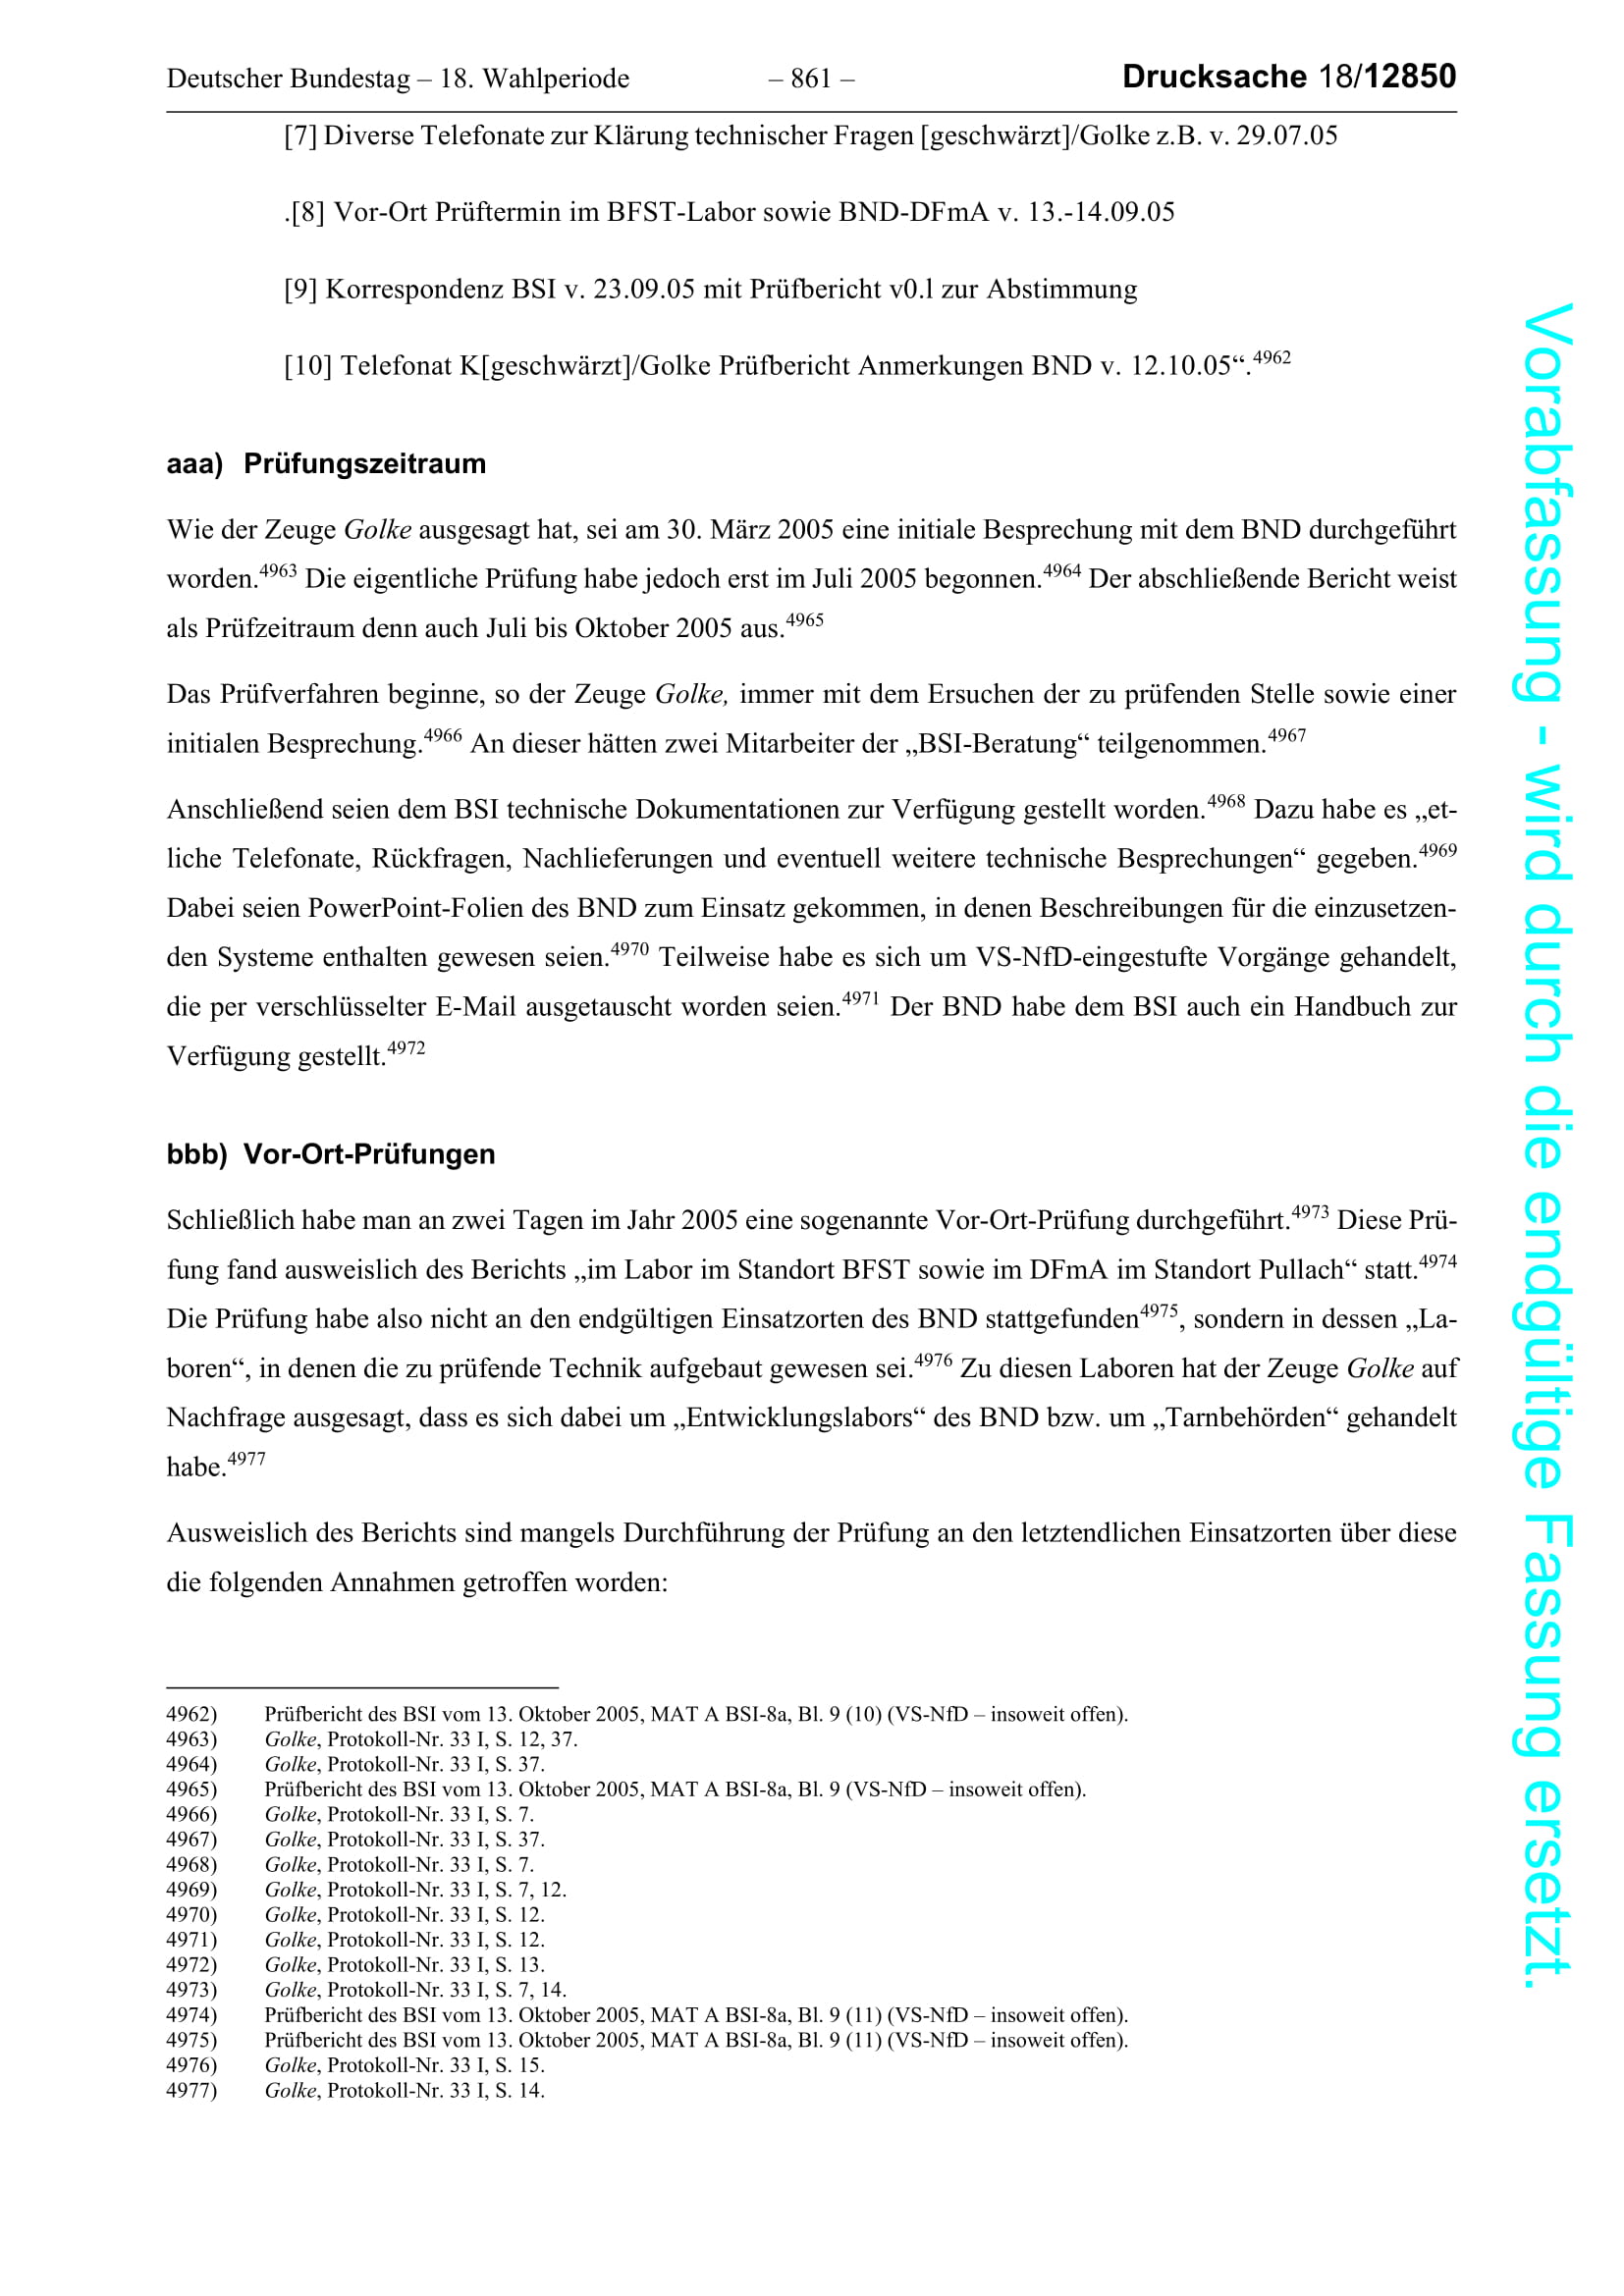 Deutscher Bundestag – 18. Wahlperiode – 861 – Drucksache 18/12850
[7] Diverse Telefonate zur Klärung technischer Fragen [geschwärzt]/Golke z.B. v. 29.07.05
.[8] Vor-Ort Prüftermin im BFST-Labor sowie BND-DFmA v. 13.-14.09.05
[9] Korrespondenz BSI v. 23.09.05 mit Prüfbericht v0.l zur Abstimmung
[10] Telefonat K[geschwärzt]/Golke Prüfbericht Anmerkungen BND v. 12.10.05“.4962
aaa) Prüfungszeitraum
Wie der Zeuge Golke ausgesagt hat, sei am 30. März 2005 eine initiale Besprechung mit dem BND durchgeführt
worden.4963 Die eigentliche Prüfung habe jedoch erst im Juli 2005 begonnen.4964 Der abschließende Bericht weist
als Prüfzeitraum denn auch Juli bis Oktober 2005 aus.4965
Das Prüfverfahren beginne, so der Zeuge Golke, immer mit dem Ersuchen der zu prüfenden Stelle sowie einer
initialen Besprechung.4966 An dieser hätten zwei Mitarbeiter der „BSI-Beratung“ teilgenommen.4967
Anschließend seien dem BSI technische Dokumentationen zur Verfügung gestellt worden.4968 Dazu habe es „et-
liche Telefonate, Rückfragen, Nachlieferungen und eventuell weitere technische Besprechungen“ gegeben.4969
Dabei seien PowerPoint-Folien des BND zum Einsatz gekommen, in denen Beschreibungen für die einzusetzen-
den Systeme enthalten gewesen seien.4970 Teilweise habe es sich um VS-NfD-eingestufte Vorgänge gehandelt,
die per verschlüsselter E-Mail ausgetauscht worden seien.4971 Der BND habe dem BSI auch ein Handbuch zur
Verfügung gestellt.4972
bbb) Vor-Ort-Prüfungen
Schließlich habe man an zwei Tagen im Jahr 2005 eine sogenannte Vor-Ort-Prüfung durchgeführt.4973 Diese Prü-
fung fand ausweislich des Berichts „im Labor im Standort BFST sowie im DFmA im Standort Pullach“ statt.4974
Die Prüfung habe also nicht an den endgültigen Einsatzorten des BND stattgefunden4975, sondern in dessen „La-
boren“, in denen die zu prüfende Technik aufgebaut gewesen sei.4976 Zu diesen Laboren hat der Zeuge Golke auf
Nachfrage ausgesagt, dass es sich dabei um „Entwicklungslabors“ des BND bzw. um „Tarnbehörden“ gehandelt
habe.4977
Ausweislich des Berichts sind mangels Durchführung der Prüfung an den letztendlichen Einsatzorten über diese
die folgenden Annahmen getroffen worden:
4962) Prüfbericht des BSI vom 13. Oktober 2005, MAT A BSI-8a, Bl. 9 (10) (VS-NfD – insoweit offen).
4963) Golke, Protokoll-Nr. 33 I, S. 12, 37.
4964) Golke, Protokoll-Nr. 33 I, S. 37.
4965) Prüfbericht des BSI vom 13. Oktober 2005, MAT A BSI-8a, Bl. 9 (VS-NfD – insoweit offen).
4966) Golke, Protokoll-Nr. 33 I, S. 7.
4967) Golke, Protokoll-Nr. 33 I, S. 37.
4968) Golke, Protokoll-Nr. 33 I, S. 7.
4969) Golke, Protokoll-Nr. 33 I, S. 7, 12.
4970) Golke, Protokoll-Nr. 33 I, S. 12.
4971) Golke, Protokoll-Nr. 33 I, S. 12.
4972) Golke, Protokoll-Nr. 33 I, S. 13.
4973) Golke, Protokoll-Nr. 33 I, S. 7, 14.
4974) Prüfbericht des BSI vom 13. Oktober 2005, MAT A BSI-8a, Bl. 9 (11) (VS-NfD – insoweit offen).
4975) Prüfbericht des BSI vom 13. Oktober 2005, MAT A BSI-8a, Bl. 9 (11) (VS-NfD – insoweit offen).
4976) Golke, Protokoll-Nr. 33 I, S. 15.
4977) Golke, Protokoll-Nr. 33 I, S. 14.
Vorabfassung - wird durch die endgültige Fassung ersetzt.